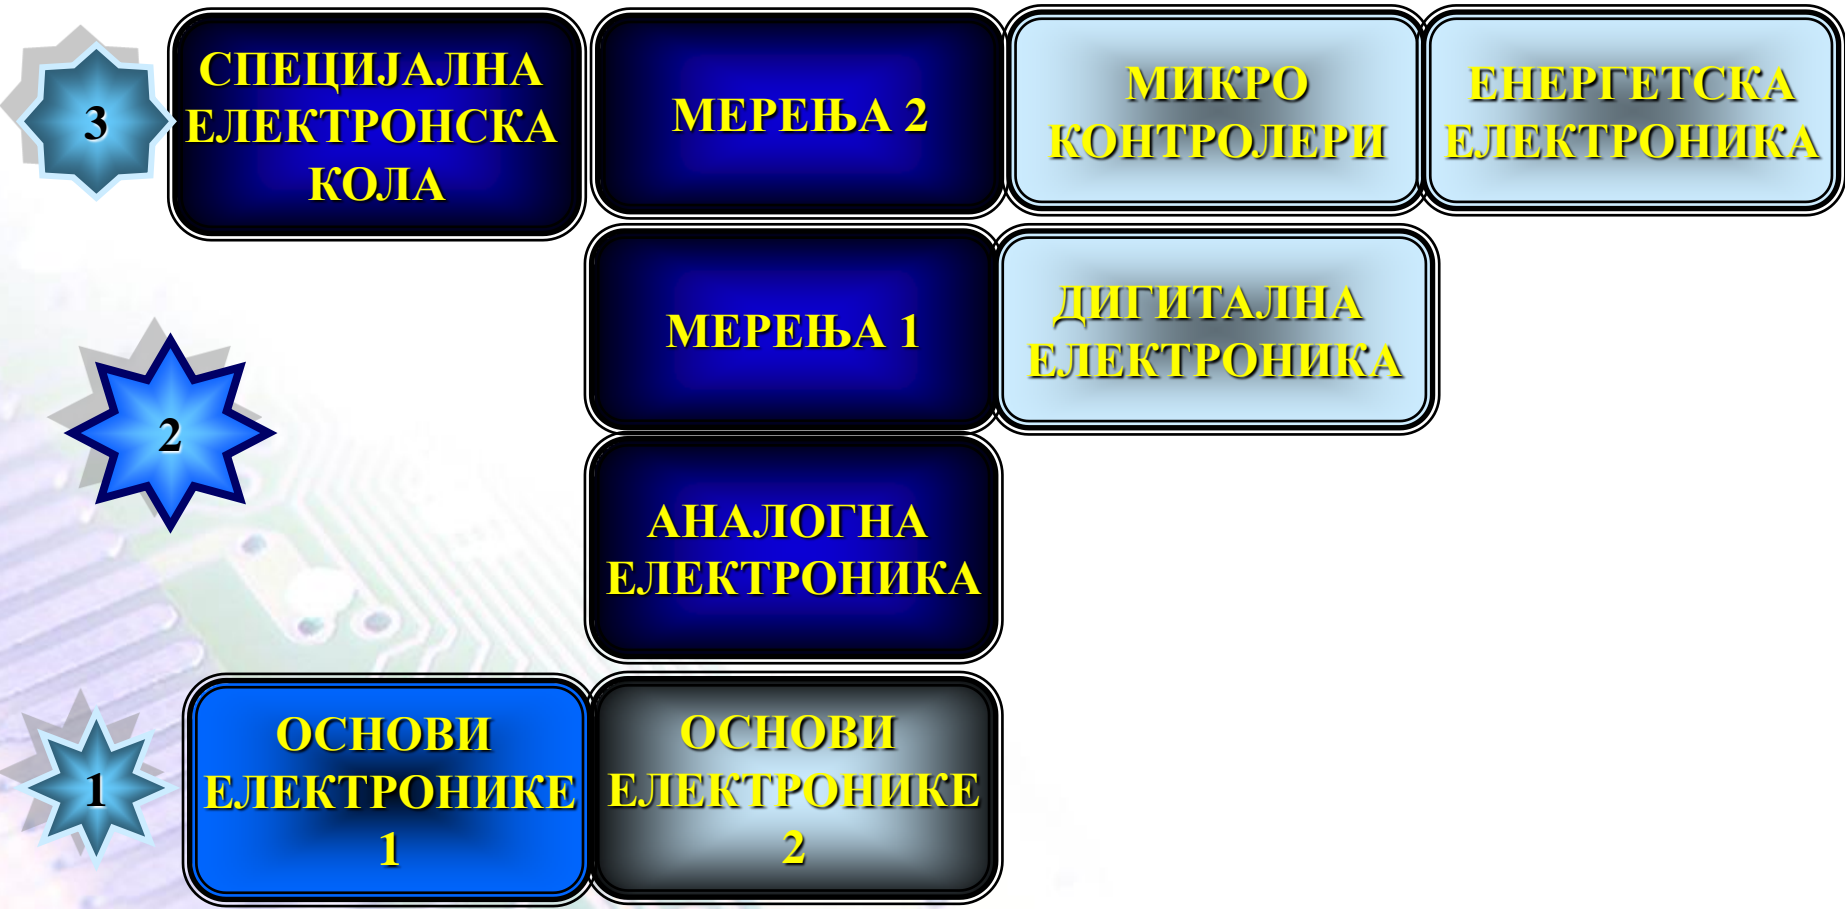 3
СПЕЦИЈАЛНА
ЕЛЕКТРОНСКА
КОЛА
МЕРЕЊА 2
МИКРО
КОНТРОЛЕРИ
ЕНЕРГЕТСКА
ЕЛЕКТРОНИКА
2
МЕРЕЊА 1
ДИГИТАЛНА
ЕЛЕКТРОНИКА
АНАЛОГНА
ЕЛЕКТРОНИКА
1
ОСНОВИ
ЕЛЕКТРОНИКЕ
1
ОСНОВИ
ЕЛЕКТРОНИКЕ
2